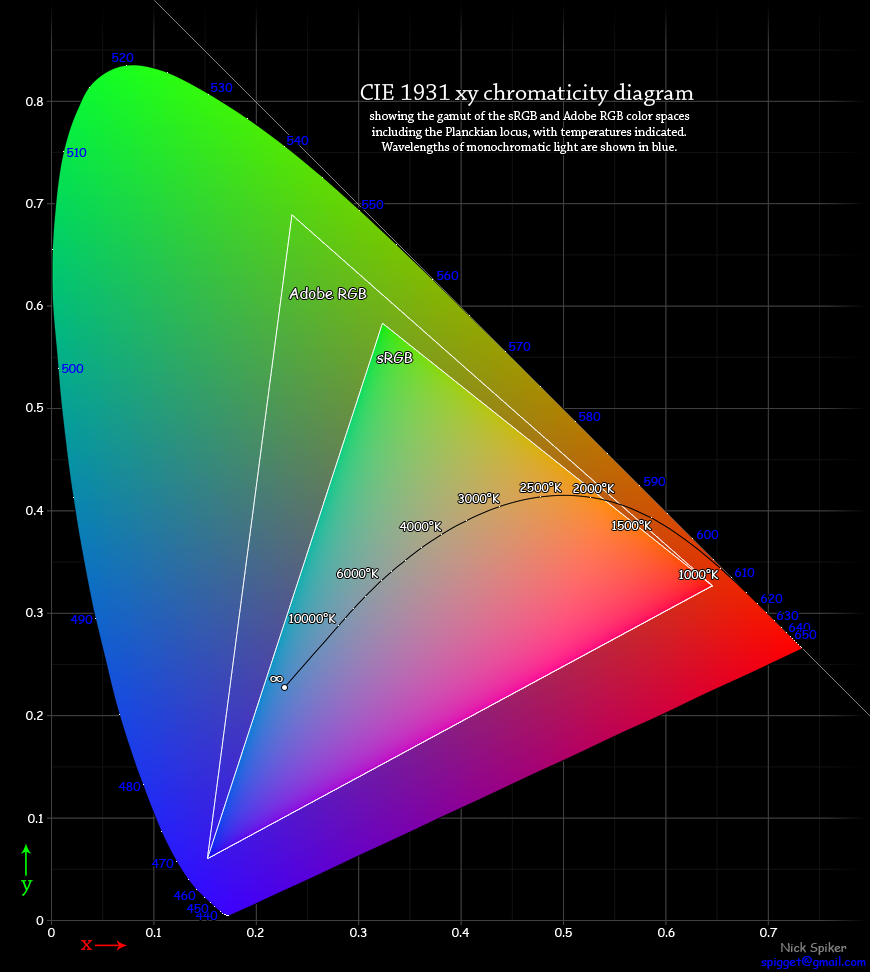 CIE 1931 xy chromaticity diagram
showing the gamut of the sRGB and Adobe RGB color spaces
including the Planckian locus, with temperatures indicated.
Wavelengths of monochromatic light are shown in blue.
520
530
540
510
550
560
570
500
580
590
490
600
610
620
630
640
650
480
470
460
450
440
Adobe RGB
sRGB
2500°K
2000°K
3000°K
4000°K
1500°K
6000°K
1000°K
10000°K
∞
0.8
0.7
0.6
0.5
0.4
0.3
0.2
0.1
0
y
0
0.1
0.2
0.3
0.4
0.5
0.6
0.7
x
Nick Spiker
spigget@gmail.com